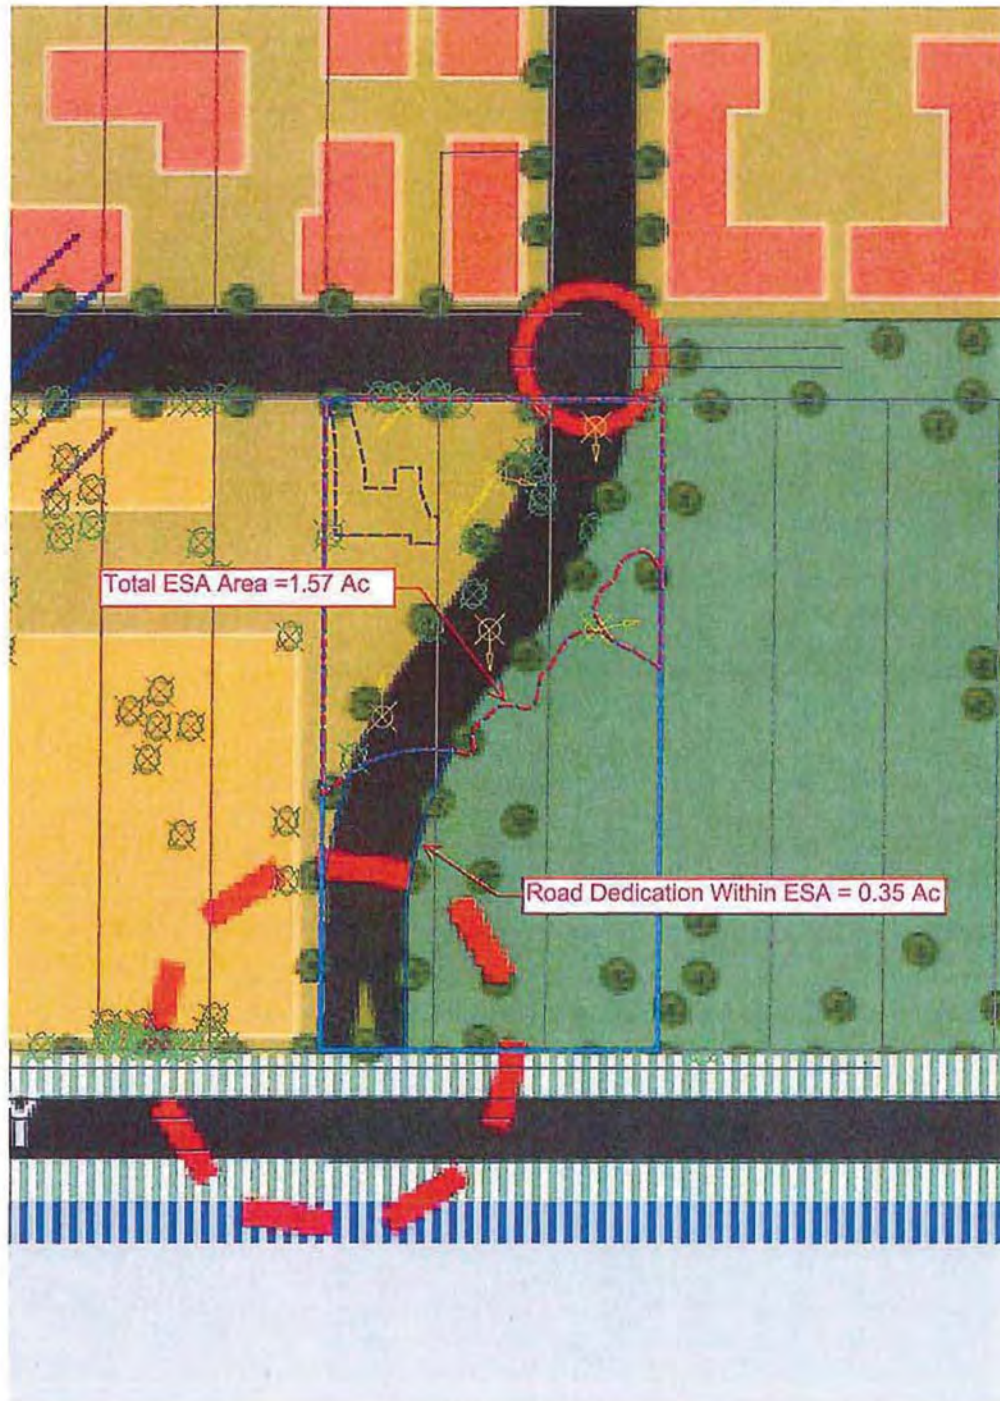 Total ESA Area =1.57 Ac
Road Dedication Within ESA = 0.35 Ac